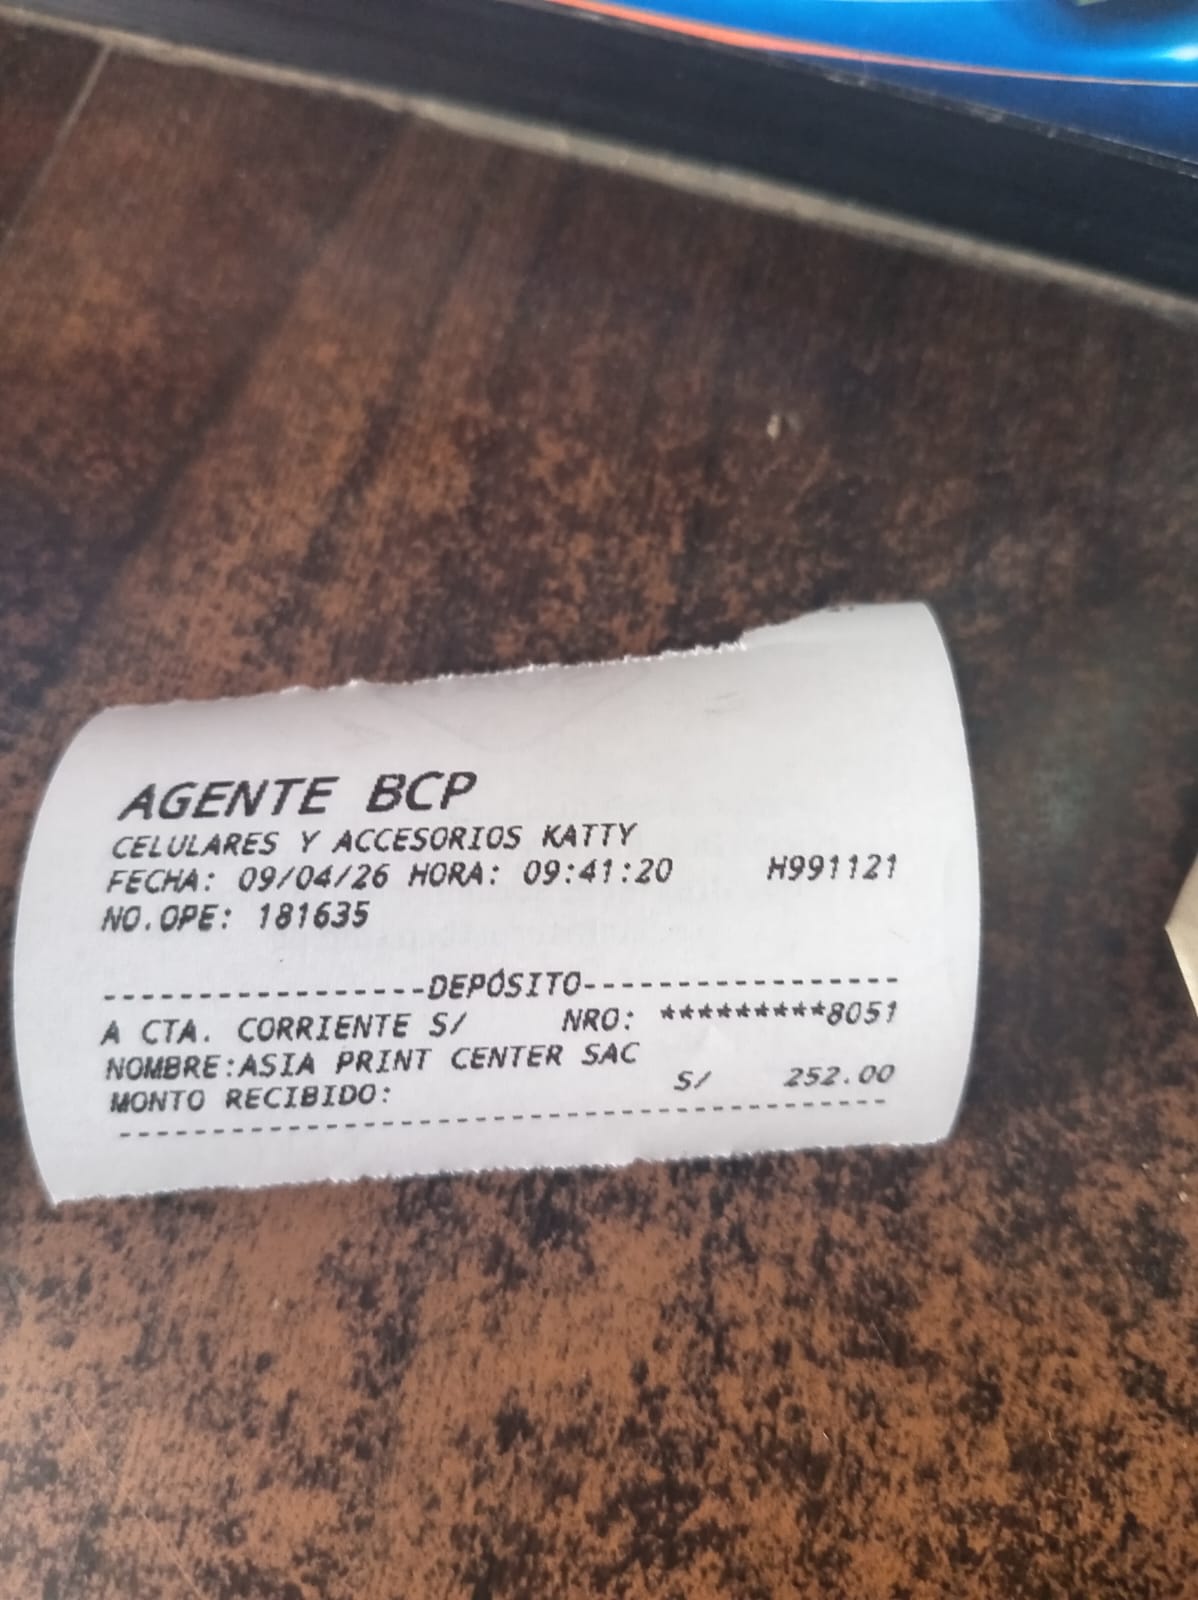 AGENTE BCP
CELULARES Y ACCESORIOS KATTY
FECHA: 09/04/26 HORA: 09:41:20 H991121
NO.OPE: 181635
-----------------DEPÓSITO-----------------
A CTA. CORRIENTE S/ NRO: *********8051
NOMBRE:ASIA PRINT CENTER SAC
MONTO RECIBIDO: S/ 252.00
----------------------------------------